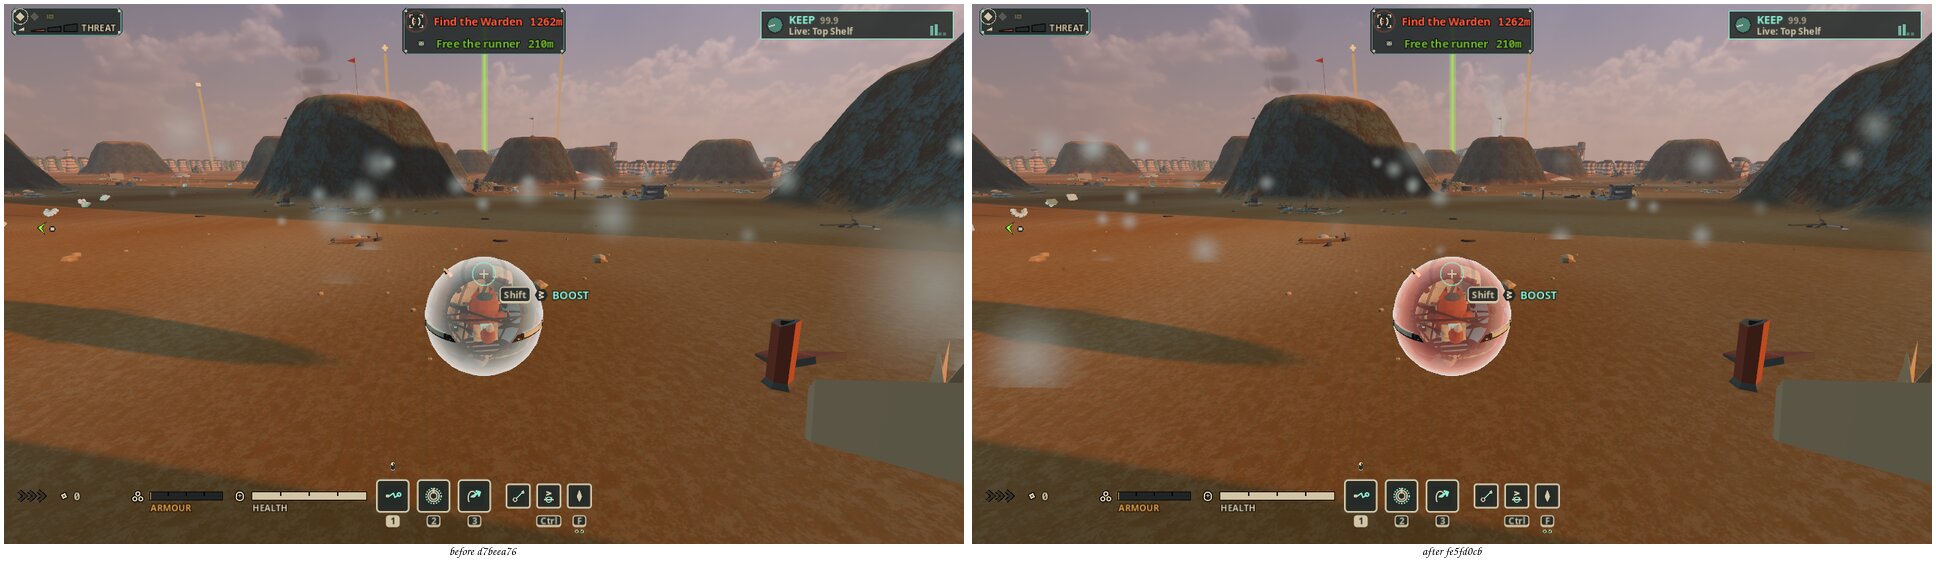 THREAT
Find the Warden 1262m
Free the runner 210m
KEEP 99.9
Live: Top Shelf
Shift BOOST
0
ARMOUR
HEALTH
1 2 3 Ctrl F
before d7beea76
THREAT
Find the Warden 1262m
Free the runner 210m
KEEP 99.9
Live: Top Shelf
Shift BOOST
0
ARMOUR
HEALTH
1 2 3 Ctrl F
after fe5fd0cb